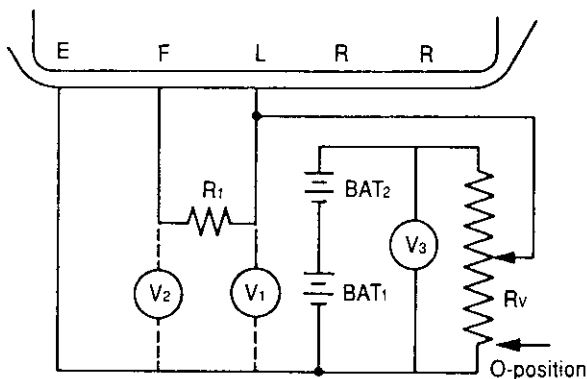 E F L R R
R1
BAT2
V3
V2
V1
BAT1
RV
O-position